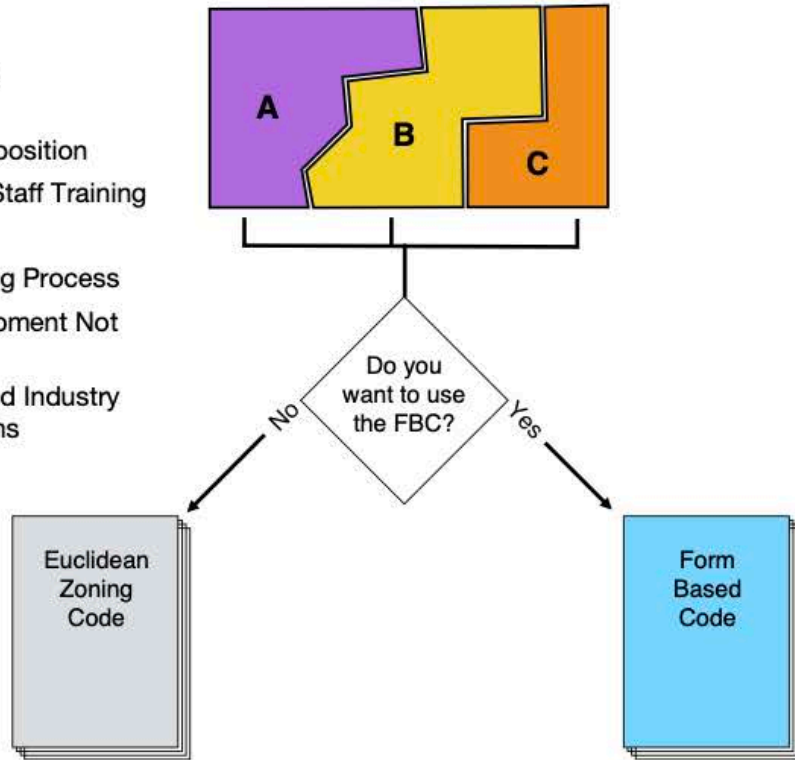 position
Staff Training
g Process
pment Not
d Industry
ns
A
B
C
Do you
want to use
the FBC?
No
Yes
Euclidean
Zoning
Code
Form
Based
Code